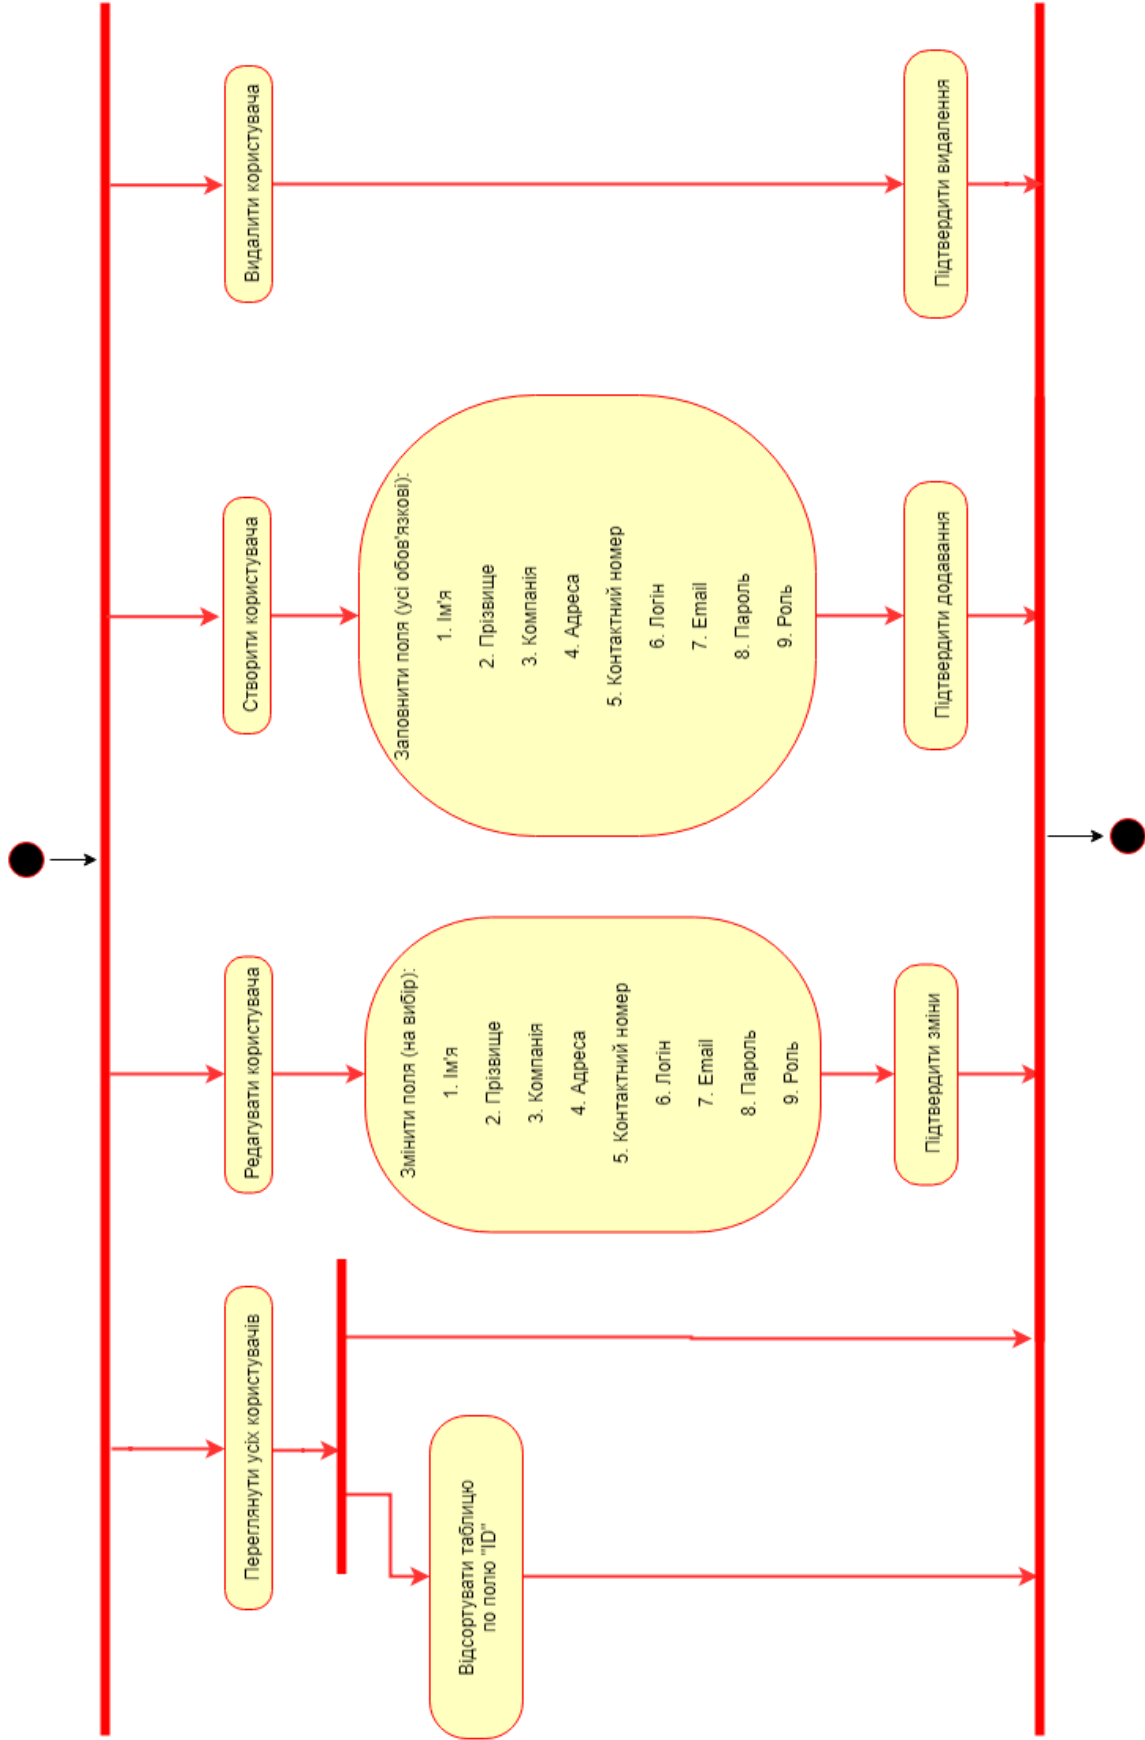 Переглянути усіх користувачів
Відсортувати таблицю
по полю "ID"
Редагувати користувача
Змінити поля (на вибір):
1. Ім'я
2. Прізвище
3. Компанія
4. Адреса
5. Контактний номер
6. Логін
7. Email
8. Пароль
9. Роль
Підтвердити зміни
Створити користувача
Заповнити поля (усі обов'язкові):
1. Ім'я
2. Прізвище
3. Компанія
4. Адреса
5. Контактний номер
6. Логін
7. Email
8. Пароль
9. Роль
Підтвердити додавання
Видалити користувача
Підтвердити видалення